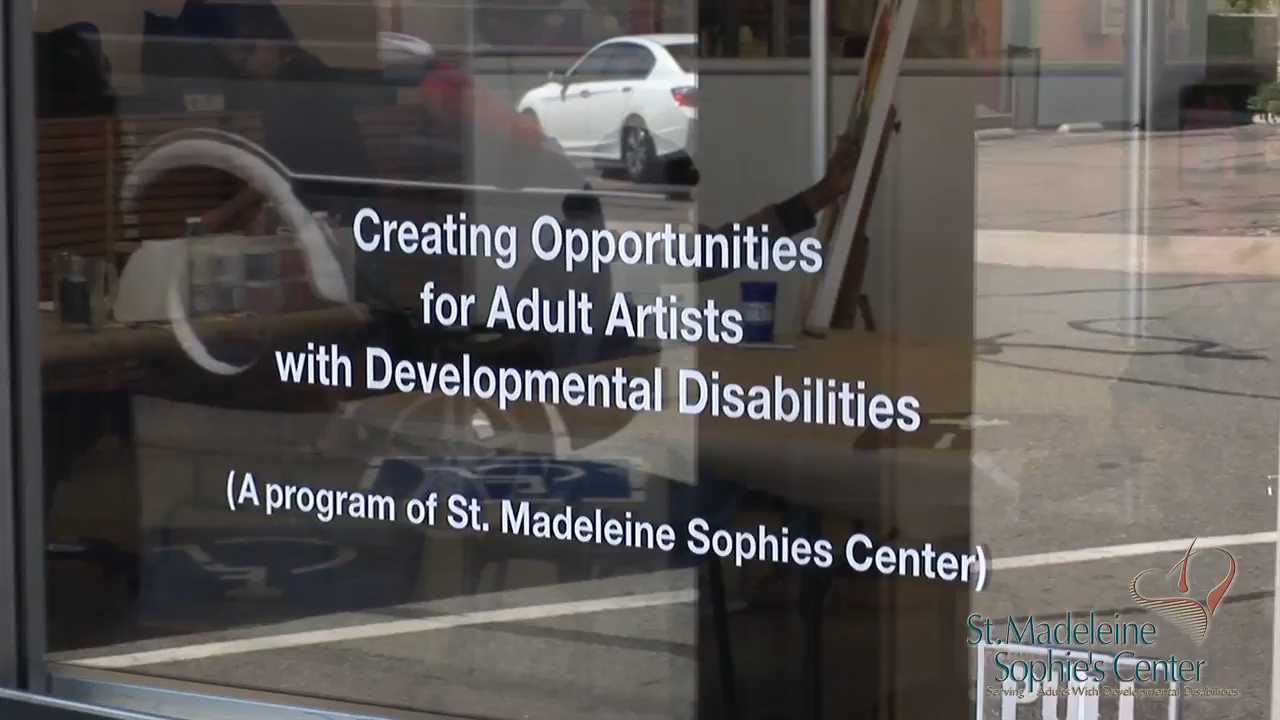 Creating Opportunities
for Adult Artists
with Developmental Disabilities
(A program of St. Madeleine Sophies Center)
St. Madeleine
Sophie's Center
Serving Adults With Developmental Disabilities
PULL